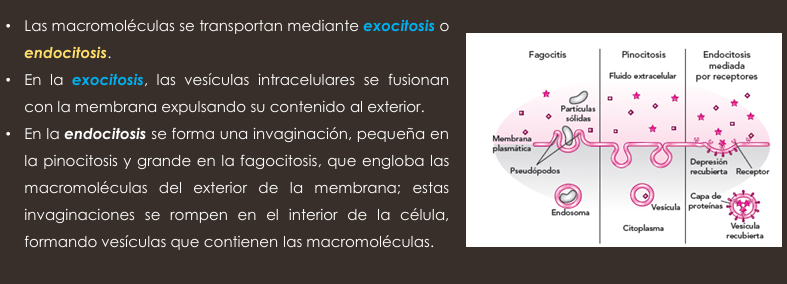 • Las macromoléculas se transportan mediante exocitosis o
endocitosis.
• En la exocitosis, las vesículas intracelulares se fusionan
con la membrana expulsando su contenido al exterior.
• En la endocitosis se forma una invaginación, pequeña en
la pinocitosis y grande en la fagocitosis, que engloba las
macromoléculas del exterior de la membrana; estas
invaginaciones se rompen en el interior de la célula,
formando vesículas que contienen las macromoléculas.
Fagocitis
Pinocitosis
Endocitosis
mediada
por receptores
Fluido extracelular
Partículas
sólidas
Membrana
plasmática
Pseudópodos
Depresión
recubierta
Receptor
Endosoma
Vesícula
Citoplasma
Capa de
proteínas
Vesícula
recubierta